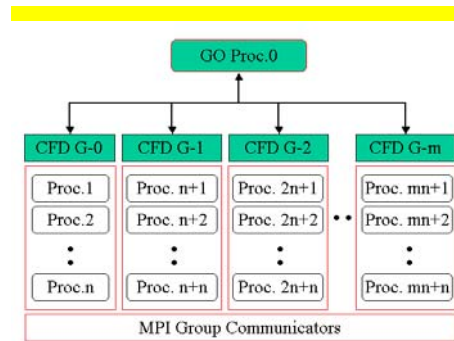 GO Proc.0
CFD G-0 CFD G-1 CFD G-2 CFD G-m
Proc.1 Proc. n+1 Proc. 2n+1 Proc. mn+1
Proc.2 Proc. n+2 Proc. 2n+2 Proc. mn+2
Proc.n Proc. n+n Proc. 2n+n Proc. mn+n
MPI Group Communicators